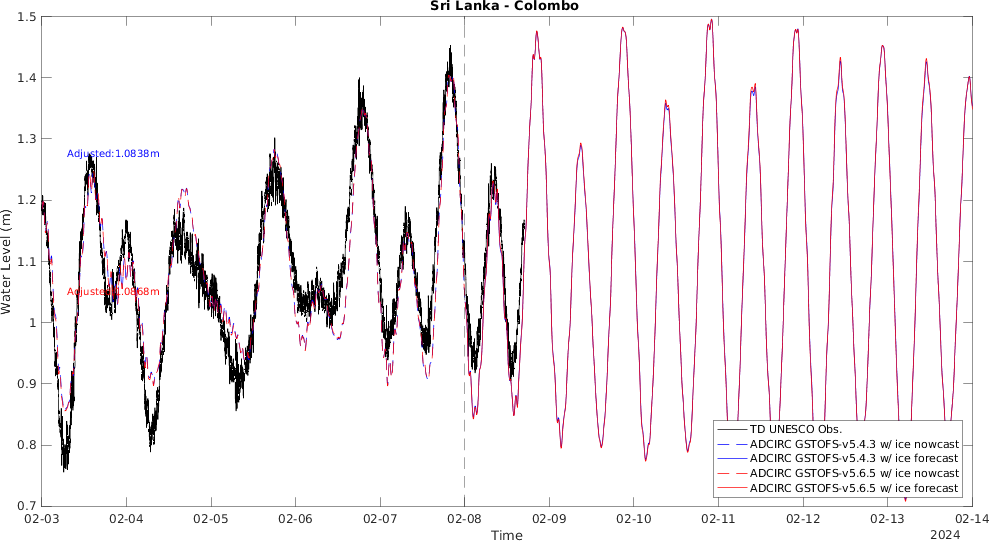 Sri Lanka - Colombo
1.5
1.4
1.3
1.2
1.1
1
0.9
0.8
0.7
Water Level (m)
Adjusted:1.0838m
Adjusted:1.0868m
TD UNESCO Obs.
ADCIRC GSTOFS-v5.4.3 w/ ice nowcast
ADCIRC GSTOFS-v5.4.3 w/ ice forecast
ADCIRC GSTOFS-v5.6.5 w/ ice nowcast
ADCIRC GSTOFS-v5.6.5 w/ ice forecast
02-03 02-04 02-05 02-06 02-07 02-08 02-09 02-10 02-11 02-12 02-13 02-14
Time
2024